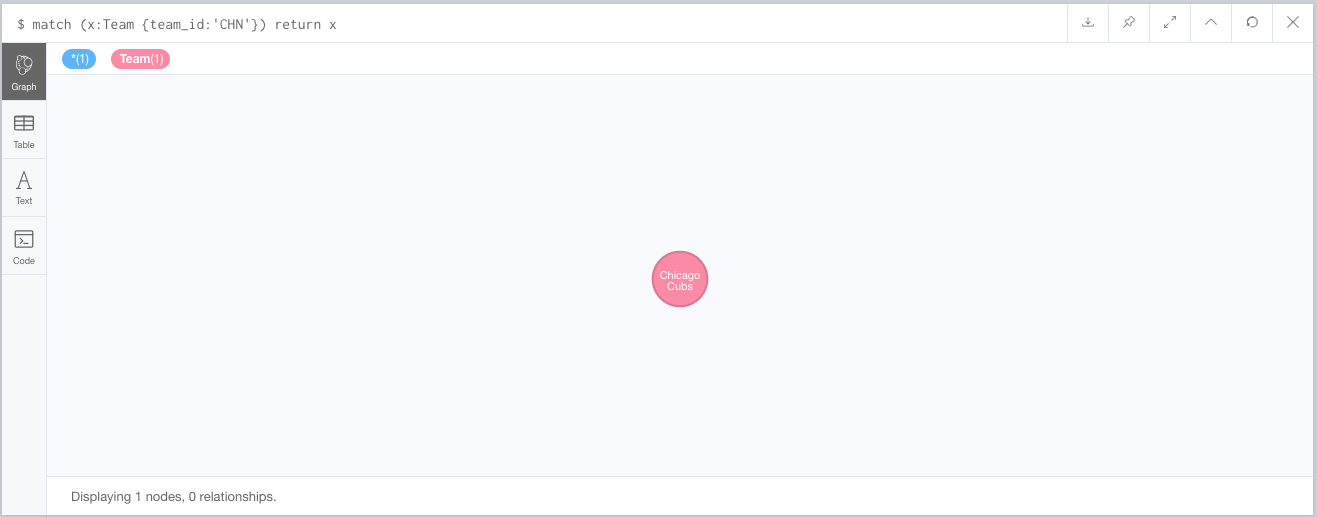 $ match (x:Team {team_id:'CHN'}) return x
*(1) Team(1)
Graph
Table
Text
Code
Chicago
Cubs
Displaying 1 nodes, 0 relationships.